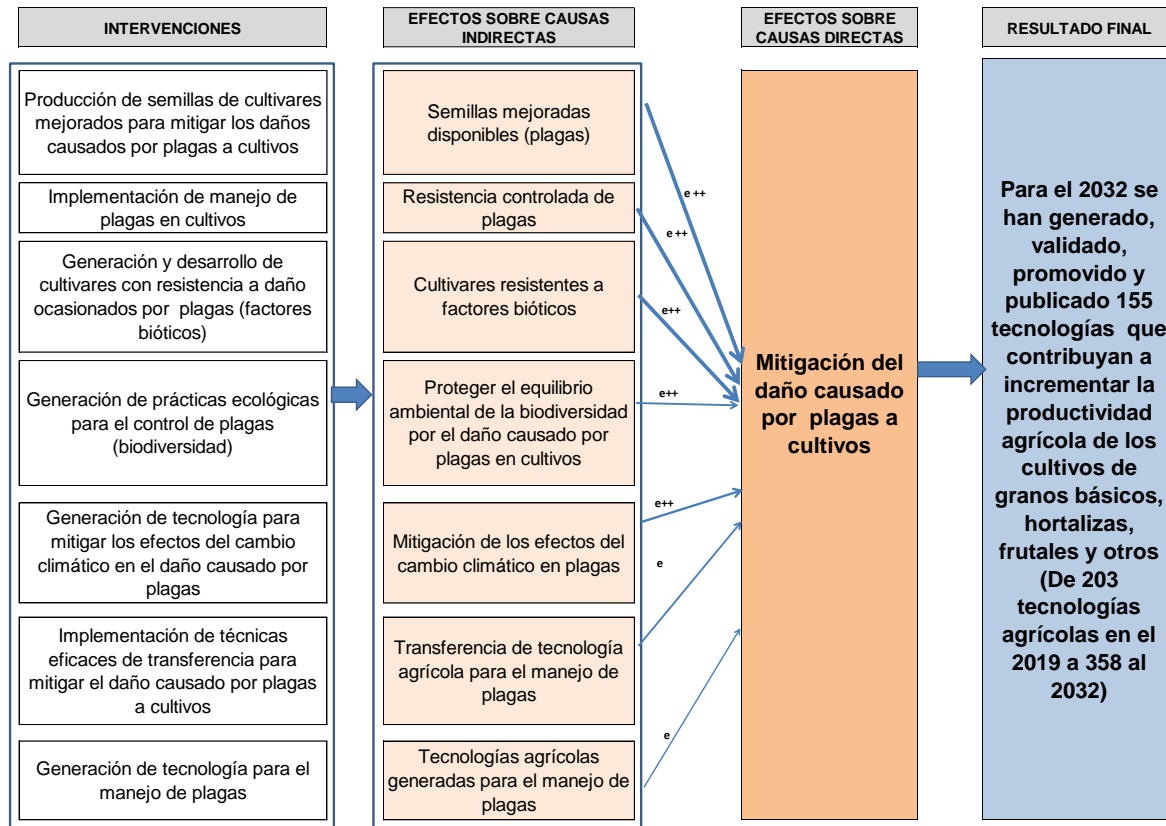 INTERVENCIONES
EFECTOS SOBRE CAUSAS
INDIRECTAS
EFECTOS SOBRE
CAUSAS DIRECTAS
RESULTADO FINAL
Producción de semillas de cultivares
mejorados para mitigar los daños
causados por plagas a cultivos
Implementación de manejo de
plagas en cultivos
Generación y desarrollo de
cultivares con resistencia a daño
ocasionados por plagas (factores
bióticos)
Generación de prácticas ecológicas
para el control de plagas
(biodiversidad)
Generación de tecnología para
mitigar los efectos del cambio
climático en el daño causado por
plagas
Implementación de técnicas
eficaces de transferencia para
mitigar el daño causado por plagas
a cultivos
Generación de tecnología para el
manejo de plagas
Semillas mejoradas
disponibles (plagas)
Resistencia controlada de
plagas
Cultivares resistentes a
factores bióticos
Proteger el equilibrio
ambiental de la biodiversidad
por el daño causado por
plagas en cultivos
Mitigación de los efectos del
cambio climático en plagas
Transferencia de tecnología
agrícola para el manejo de
plagas
Tecnologías agrícolas
generadas para el manejo de
plagas
e ++
e ++
e++
e++
e++
e
e
Mitigación del
daño causado
por plagas a
cultivos
Para el 2032 se
han generado,
validado,
promovido y
publicado 155
tecnologías que
contribuyan a
incrementar la
productividad
agrícola de los
cultivos de
granos básicos,
hortalizas,
frutales y otros
(De 203
tecnologías
agrícolas en el
2019 a 358 al
2032)